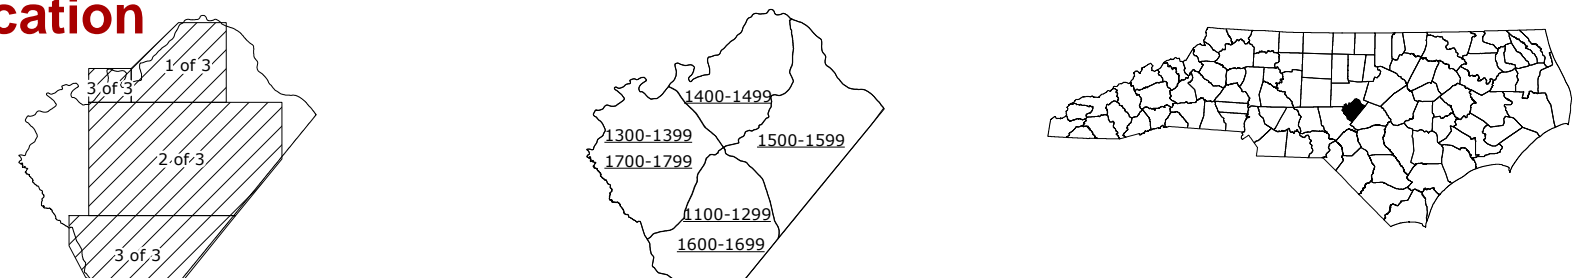 cation
1 of 3
3 of 3
2 of 3
3 of 3
1400-1499
1300-1399
1500-1599
1700-1799
1100-1299
1600-1699